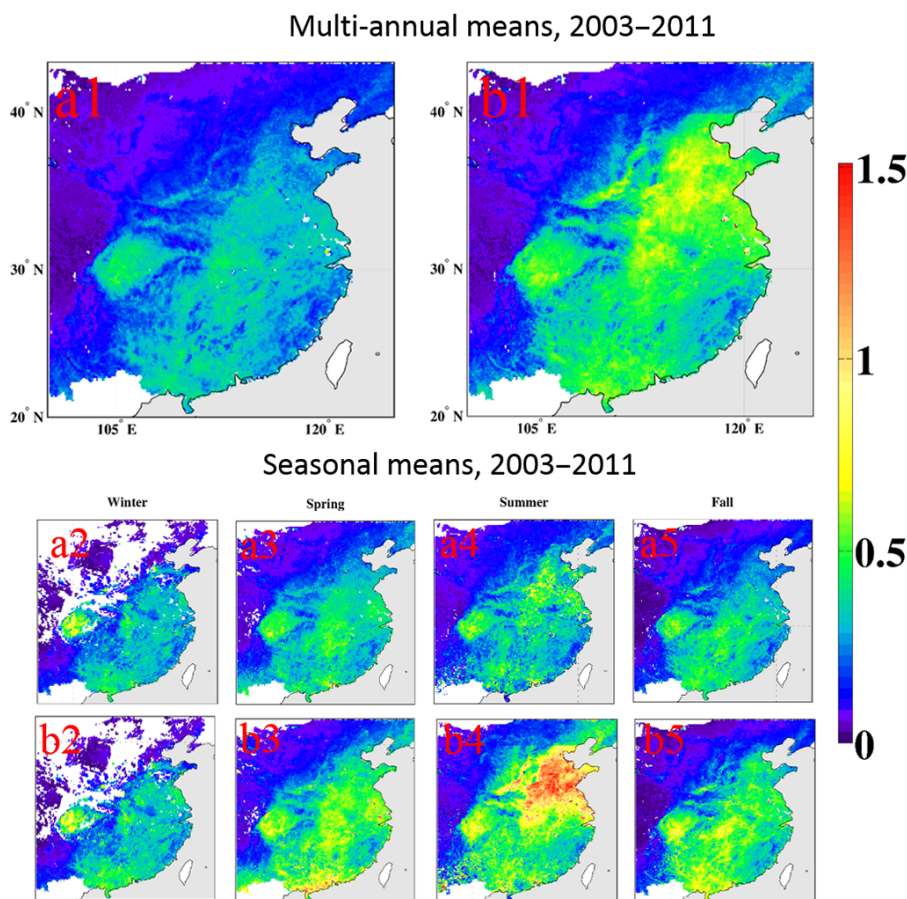 Multi-annual means, 2003–2011
a1
b1
40° N
30° N
20° N
105° E
120° E
40° N
30° N
20° N
105° E
120° E
1.5
1
0.5
0
Seasonal means, 2003–2011
Winter
Spring
Summer
Fall
a2
a3
a4
a5
b2
b3
b4
b5